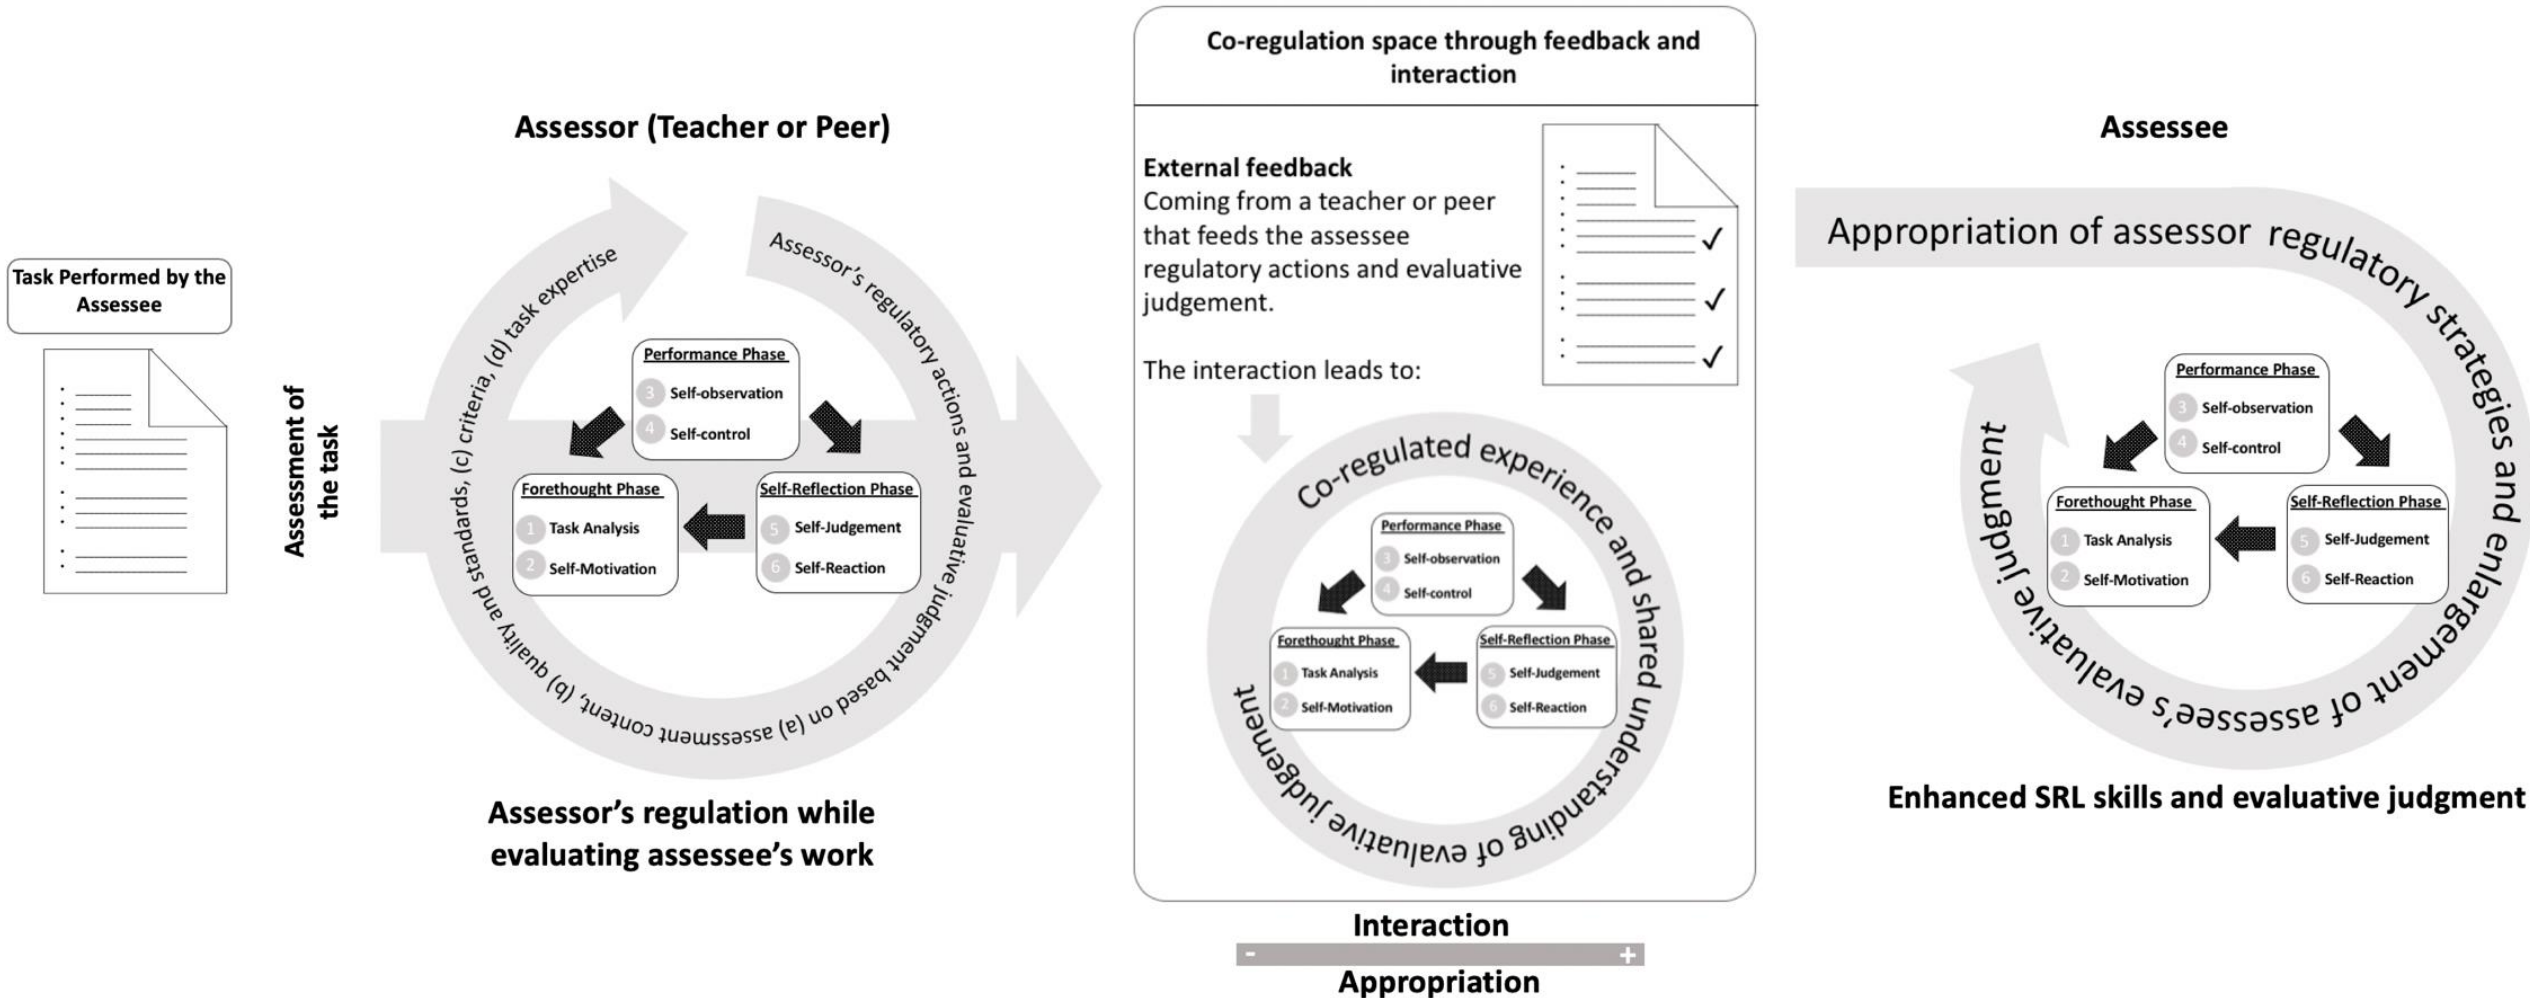 Task Performed by the
Assessee
Assessment of
the task
Assessor (Teacher or Peer)
Assessor's regulatory actions and evaluative judgment based on (a) assessment content, (b) quality and standards, (c) criteria, (d) task expertise
Performance Phase
3 Self-observation
4 Self-control
Forethought Phase
1 Task Analysis
2 Self-Motivation
Self-Reflection Phase
5 Self-Judgement
6 Self-Reaction
Assessor's regulation while
evaluating assessee's work
Co-regulation space through feedback and
interaction
External feedback
Coming from a teacher or peer
that feeds the assessee
regulatory actions and evaluative
judgement.
The interaction leads to:
Co-regulated experience and shared understanding of evaluative judgement
Performance Phase
3 Self-observation
4 Self-control
Forethought Phase
1 Task Analysis
2 Self-Motivation
Self-Reflection Phase
5 Self-Judgement
6 Self-Reaction
Interaction
- +
Appropriation
Assessee
Appropriation of assessor regulatory strategies and enlargement of assessee's evaluative judgment
Performance Phase
3 Self-observation
4 Self-control
Forethought Phase
1 Task Analysis
2 Self-Motivation
Self-Reflection Phase
5 Self-Judgement
6 Self-Reaction
Enhanced SRL skills and evaluative judgment